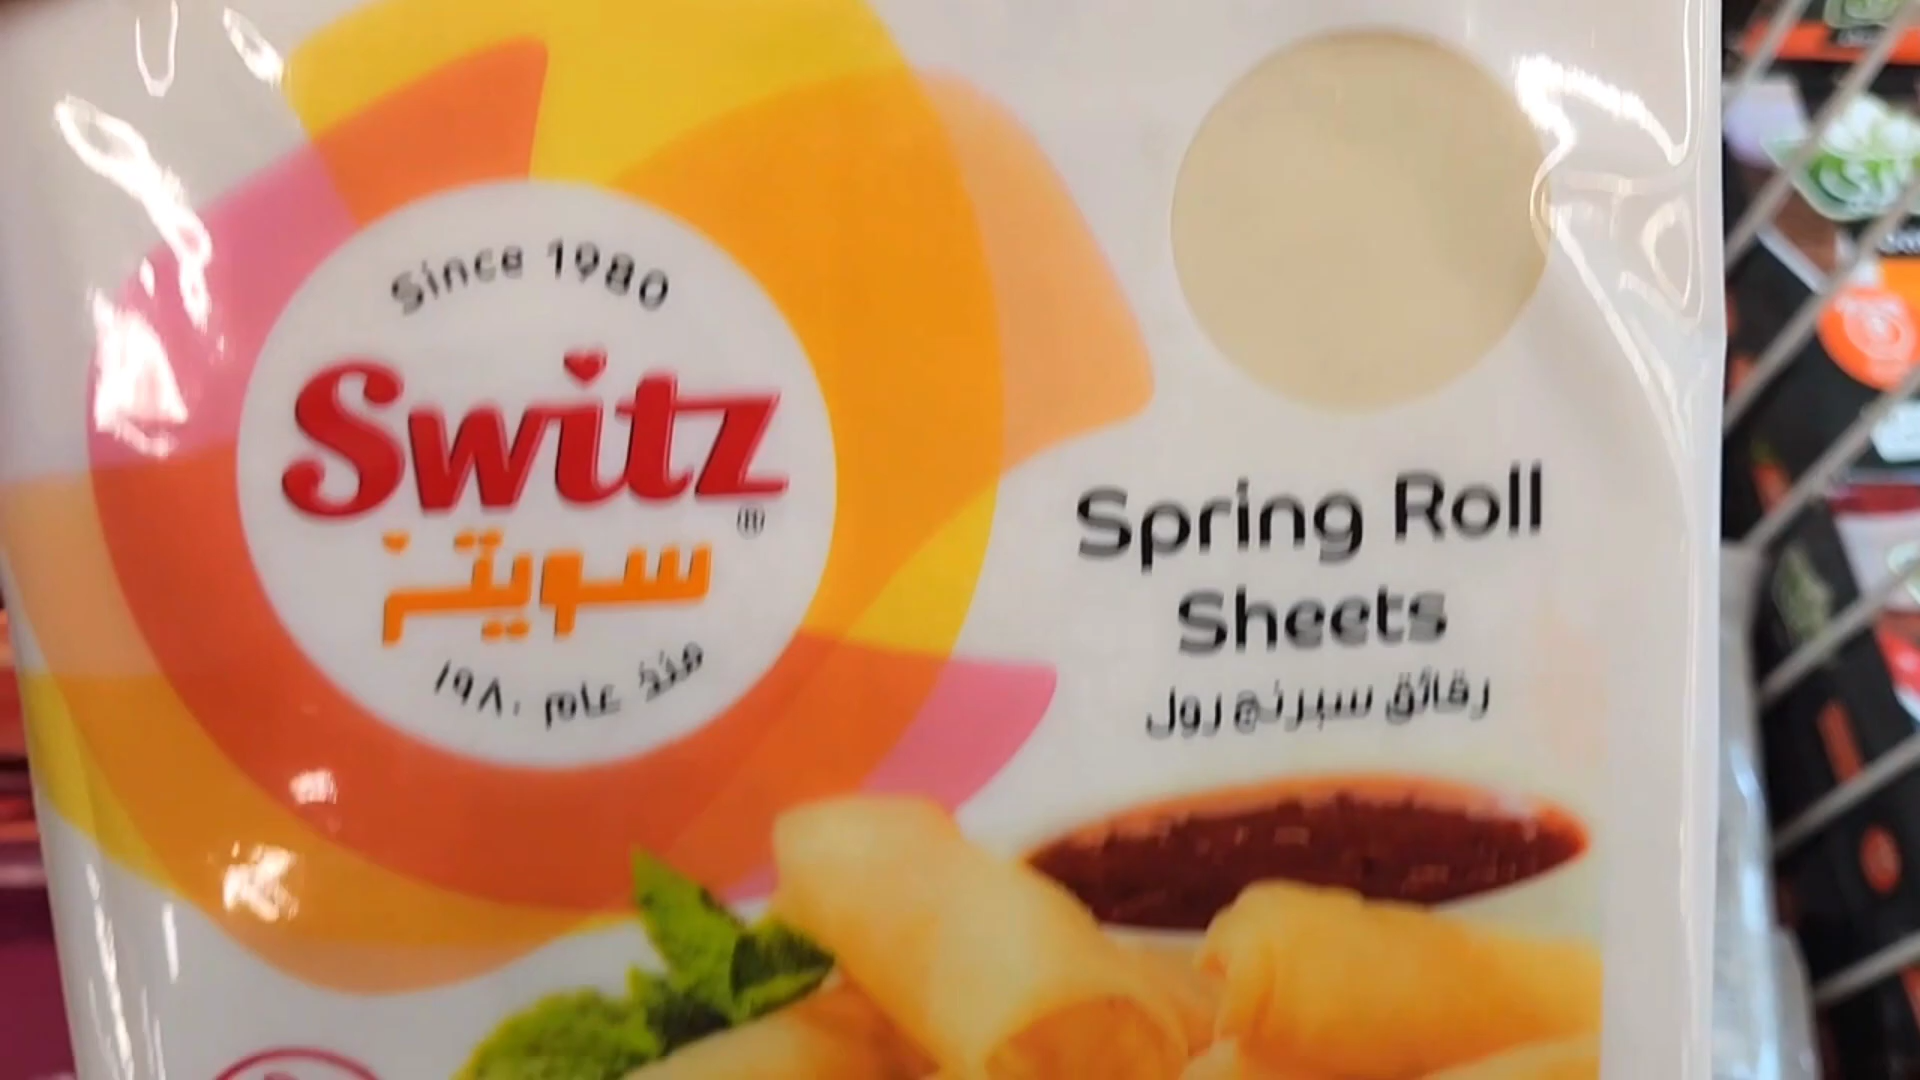 Since 1980
Switz
®
سويتز
منذ عام ١٩٨٠
Spring Roll
Sheets
رقائق سبرنج رول